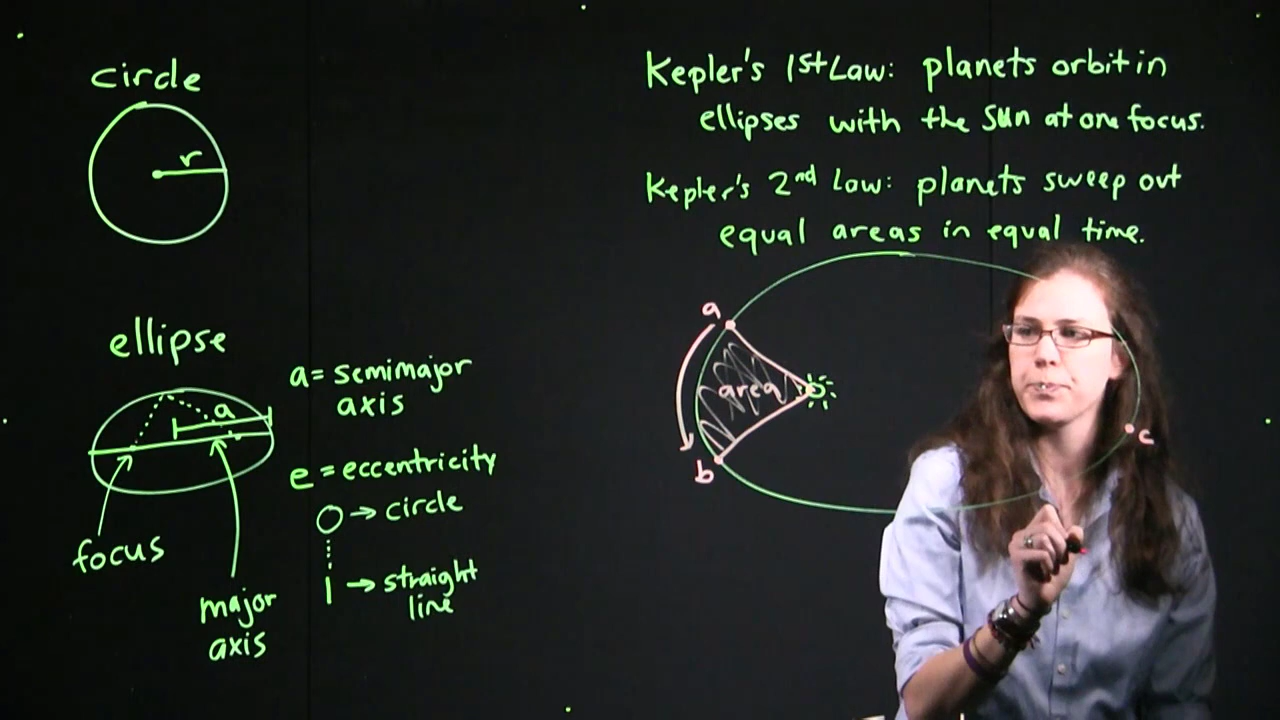 circle
r
ellipse
a
a = semimajor
axis
e = eccentricity
0 → circle
1 → straight
line
focus
major
axis
Kepler's 1st Law: planets orbit in
ellipses with the sun at one focus.
Kepler's 2nd Law: planets sweep out
equal areas in equal time.
a
area
b
c